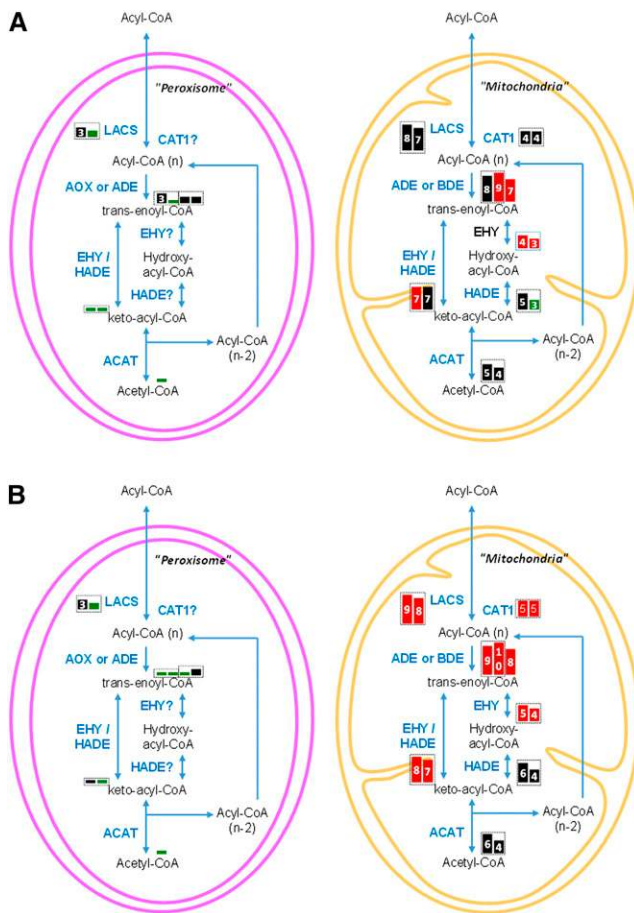 A
Acyl-CoA
"Peroxisome"
3
LACS
CAT1?
Acyl-CoA (n)
AOX or ADE
3
trans-enoyl-CoA
EHY?
EHY /
HADE
Hydroxy-
acyl-CoA
HADE?
keto-acyl-CoA
ACAT
Acyl-CoA
(n-2)
Acetyl-CoA
Acyl-CoA
"Mitochondria"
8 7
LACS
CAT1
4 4
Acyl-CoA (n)
ADE or BDE
8 9 7
trans-enoyl-CoA
EHY
4 3
EHY /
HADE
Hydroxy-
acyl-CoA
7 7
HADE
5 3
keto-acyl-CoA
ACAT
Acyl-CoA
(n-2)
5 4
Acetyl-CoA
B
Acyl-CoA
"Peroxisome"
3
LACS
CAT1?
Acyl-CoA (n)
AOX or ADE
trans-enoyl-CoA
EHY?
EHY /
HADE
Hydroxy-
acyl-CoA
HADE?
keto-acyl-CoA
ACAT
Acyl-CoA
(n-2)
Acetyl-CoA
Acyl-CoA
"Mitochondria"
9 8
LACS
CAT1
5 5
Acyl-CoA (n)
ADE or BDE
9 10 8
trans-enoyl-CoA
EHY
5 4
EHY /
HADE
Hydroxy-
acyl-CoA
8 7
HADE
6 4
keto-acyl-CoA
ACAT
Acyl-CoA
(n-2)
6 4
Acetyl-CoA